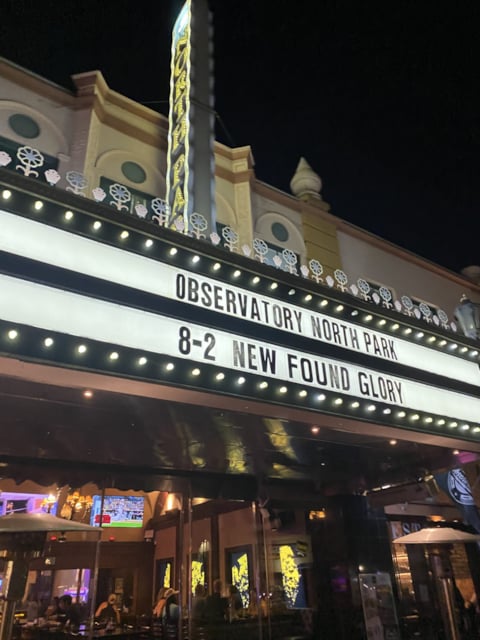 OBSERVATORY NORTH PARK
8-2 NEW FOUND GLORY